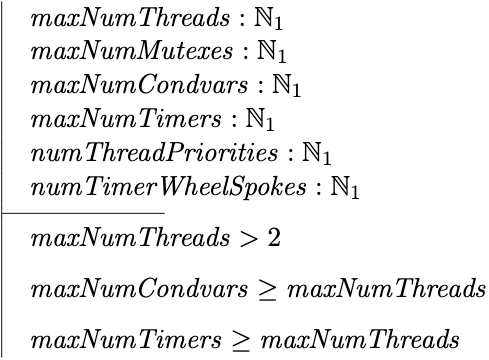 maxNumThreads : ℕ₁
maxNumMutexes : ℕ₁
maxNumCondvars : ℕ₁
maxNumTimers : ℕ₁
numThreadPriorities : ℕ₁
numTimerWheelSpokes : ℕ₁
maxNumThreads > 2
maxNumCondvars ≥ maxNumThreads
maxNumTimers ≥ maxNumThreads